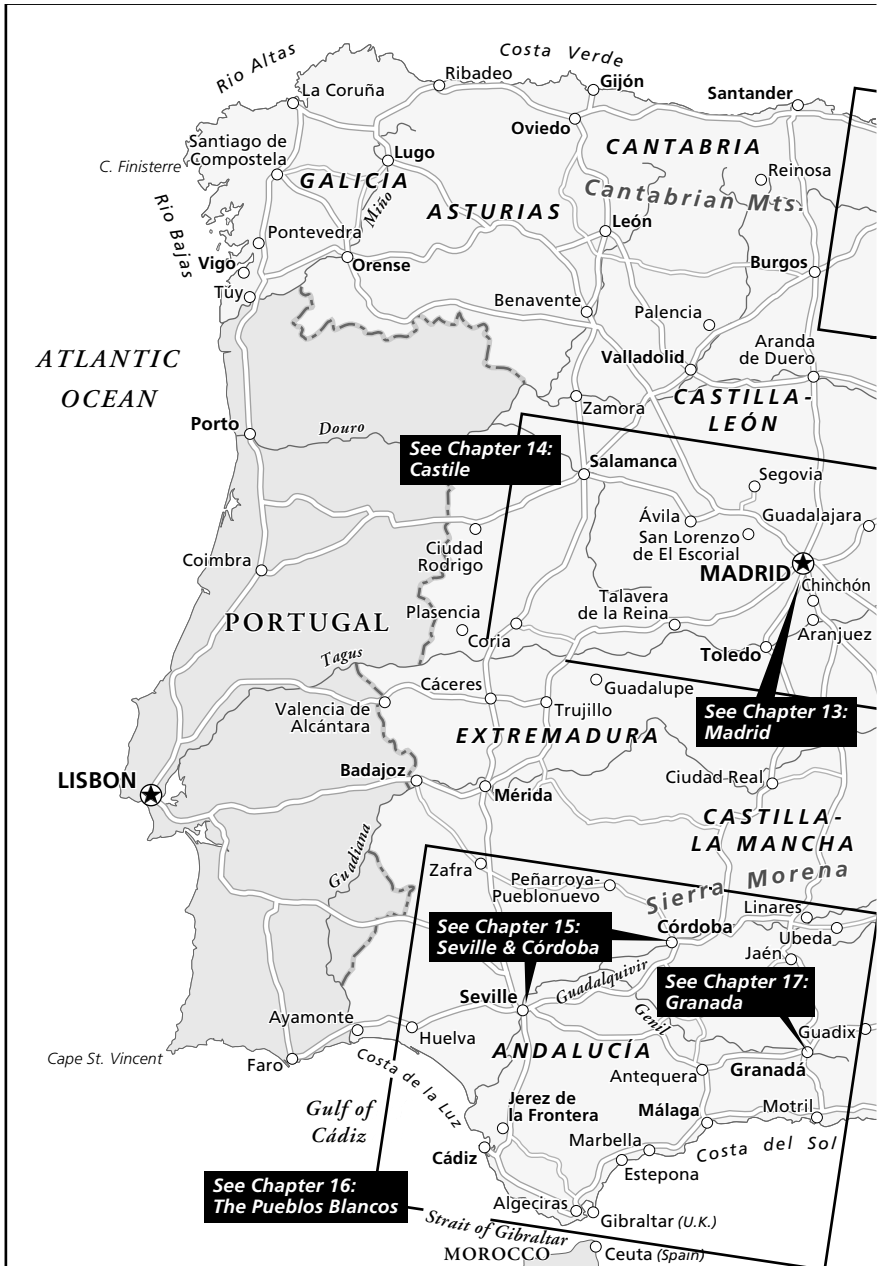 Costa Verde
Rio Altas
Ribadeo
Gijón
La Coruña
Santander
Oviedo
Santiago de
Compostela
CANTABRIA
C. Finisterre
Lugo
Reinosa
GALICIA
Cantabrian Mts.
Miño
ASTURIAS
Rio Bajas
León
Pontevedra
Vigo
Orense
Burgos
Túy
Benavente
Palencia
ATLANTIC
OCEAN
Valladolid
Aranda
de Duero
Zamora
CASTILLA-
LEÓN
Porto
Douro
See Chapter 14:
Castile
Salamanca
Segovia
Ávila
Guadalajara
San Lorenzo
de El Escorial
Ciudad
Rodrigo
Coimbra
MADRID
Chinchón
Talavera
de la Reina
Plasencia
PORTUGAL
Coria
Aranjuez
Toledo
Tagus
Cáceres
Guadalupe
Valencia de
Alcántara
Trujillo
See Chapter 13:
Madrid
EXTREMADURA
LISBON
Badajoz
Ciudad Real
Mérida
CASTILLA-
LA MANCHA
Guadiana
Zafra
Peñarroya-
Pueblonuevo
Sierra Morena
Linares
See Chapter 15:
Seville & Córdoba
Córdoba
Ubeda
Jaén
Guadalquivir
See Chapter 17:
Granada
Seville
Genil
Ayamonte
Huelva
Guadix
ANDALUCÍA
Cape St. Vincent
Faro
Costa de la Luz
Antequera
Granadá
Gulf of
Cádiz
Jerez de
la Frontera
Málaga
Motril
Marbella
Cádiz
Costa del Sol
Estepona
See Chapter 16:
The Pueblos Blancos
Algeciras
Gibraltar (U.K.)
Strait of Gibraltar
MOROCCO
Ceuta (Spain)